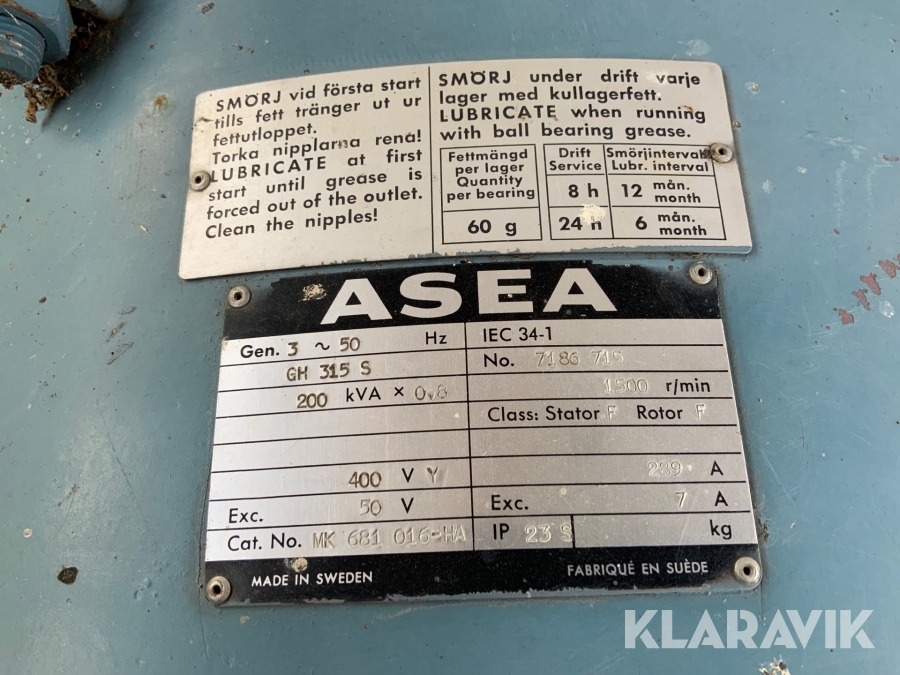 SMÖRJ vid första start
tills fett tränger ut ur
fettutloppet.
Torka nipplarna rena!
LUBRICATE at first
start until grease is
forced out of the outlet.
Clean the nipples!
SMÖRJ under drift varje
lager med kullagerfett.
LUBRICATE when running
with ball bearing grease.
Fettmängd
per lager
Quantity
per bearing
60 g
Drift
Service
Smörjintervall
Lubr. interval
8 h
12 mån.
month
24 h
6 mån.
month
ASEA
Gen. 3 ~ 50 Hz
GH 315 S
200 kVA × 0.8
400 V Y
Exc. 50 V
Cat. No. MK 681 016-HA
IEC 34-1
No. 7186 715
1500 r/min
Class: Stator F Rotor F
289 A
Exc. 7 A
IP 23 S kg
MADE IN SWEDEN
FABRIQUÉ EN SUÈDE
KLARAVIK